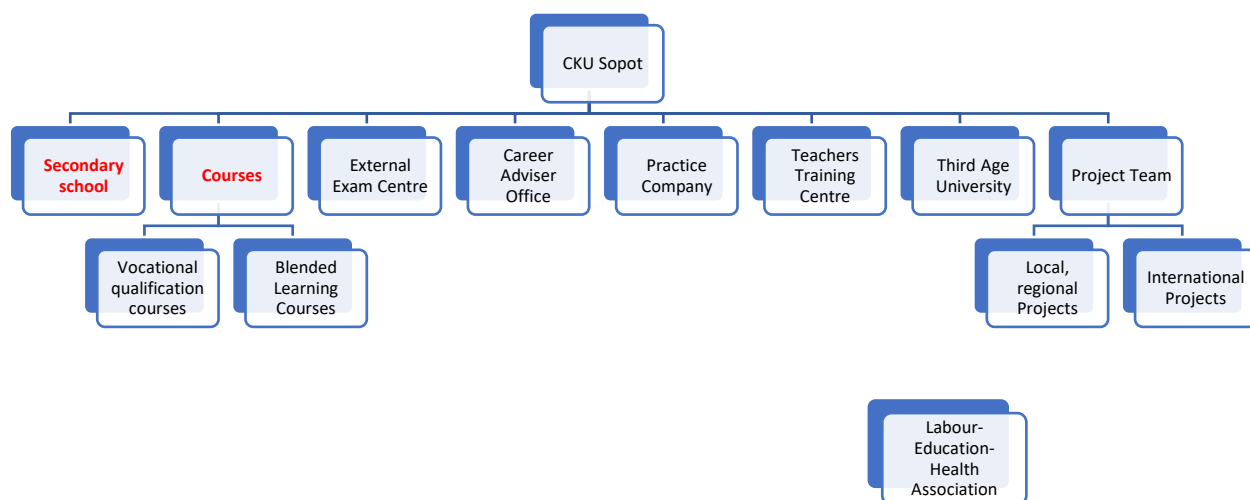 CKU Sopot
Secondary
school
Courses
External
Exam Centre
Career
Adviser
Office
Practice
Company
Teachers
Training
Centre
Third Age
University
Project Team
Vocational
qualification
courses
Blended
Learning
Courses
Local,
regional
Projects
International
Projects
Labour-
Education-
Health
Association